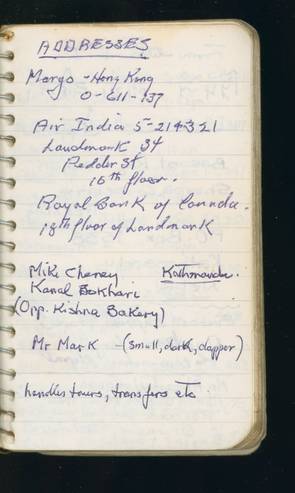 ADDRESSES
Margo - Hong Kong
0-611-137
Air India 5-214321
Landmark 34
Pedder St
16th floor.
Royal Bank of Canada.
18th floor of Landmark
Mike Cheney Kathmandu.
Kamal Bokhari
(Opp. Kishna Bakery)
Mr Mark (small, dark, dapper)
handles tours, transfers etc